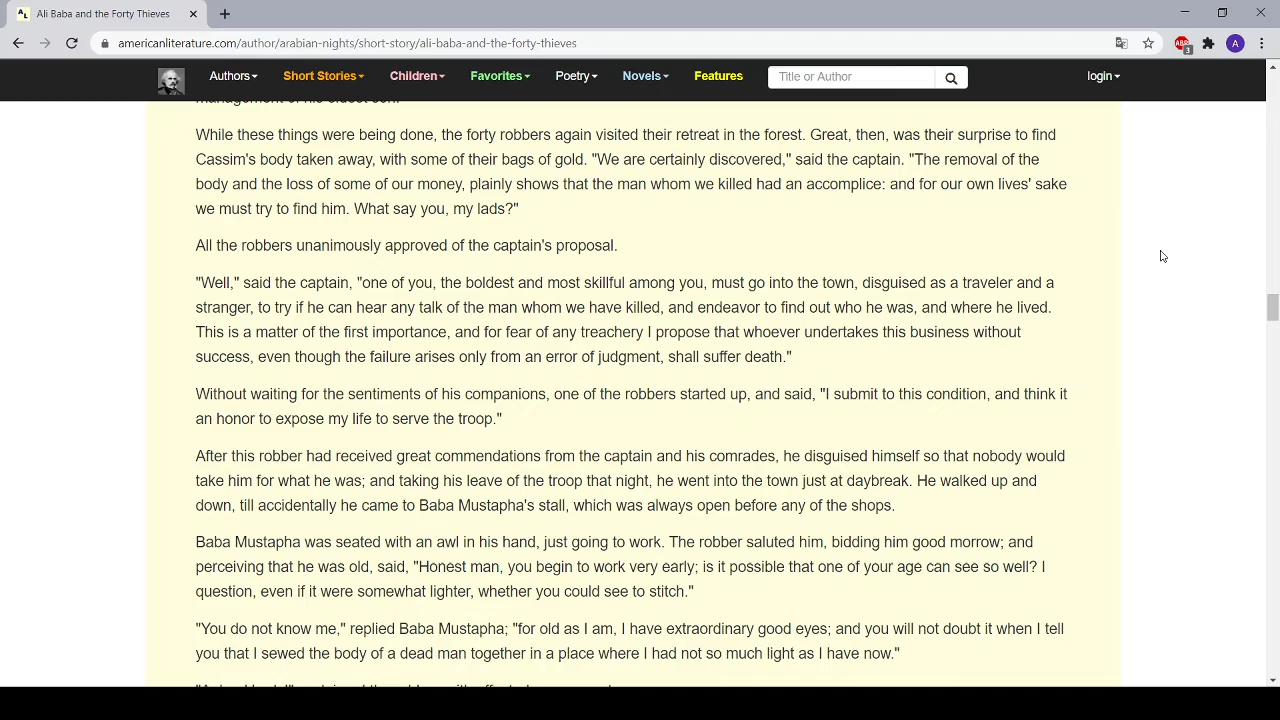 Ali Baba and the Forty Thieves
americanliterature.com/author/arabian-nights/short-story/ali-baba-and-the-forty-thieves
ABP
3
A
Authors
Short Stories
Children
Favorites
Poetry
Novels
Features
Title or Author
login
management of his oldest son.
While these things were being done, the forty robbers again visited their retreat in the forest. Great, then, was their surprise to find
Cassim's body taken away, with some of their bags of gold. "We are certainly discovered," said the captain. "The removal of the
body and the loss of some of our money, plainly shows that the man whom we killed had an accomplice: and for our own lives' sake
we must try to find him. What say you, my lads?"
All the robbers unanimously approved of the captain's proposal.
"Well," said the captain, "one of you, the boldest and most skillful among you, must go into the town, disguised as a traveler and a
stranger, to try if he can hear any talk of the man whom we have killed, and endeavor to find out who he was, and where he lived.
This is a matter of the first importance, and for fear of any treachery I propose that whoever undertakes this business without
success, even though the failure arises only from an error of judgment, shall suffer death."
Without waiting for the sentiments of his companions, one of the robbers started up, and said, "I submit to this condition, and think it
an honor to expose my life to serve the troop."
After this robber had received great commendations from the captain and his comrades, he disguised himself so that nobody would
take him for what he was; and taking his leave of the troop that night, he went into the town just at daybreak. He walked up and
down, till accidentally he came to Baba Mustapha's stall, which was always open before any of the shops.
Baba Mustapha was seated with an awl in his hand, just going to work. The robber saluted him, bidding him good morrow; and
perceiving that he was old, said, "Honest man, you begin to work very early; is it possible that one of your age can see so well? I
question, even if it were somewhat lighter, whether you could see to stitch."
"You do not know me," replied Baba Mustapha; "for old as I am, I have extraordinary good eyes; and you will not doubt it when I tell
you that I sewed the body of a dead man together in a place where I had not so much light as I have now."